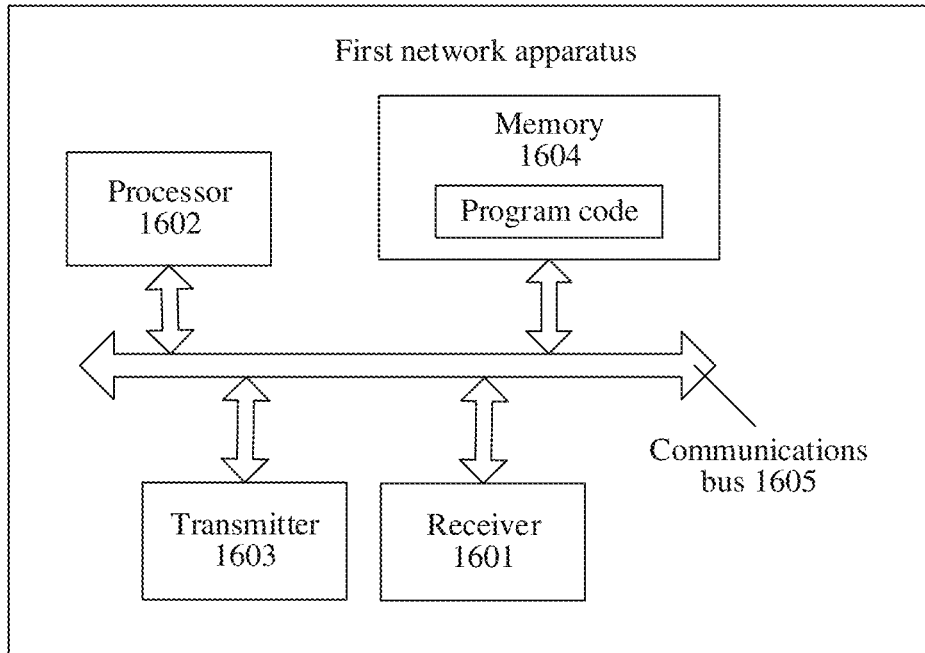 First network apparatus
Memory
1604
Program code
Processor
1602
Communications
bus 1605
Transmitter
1603
Receiver
1601